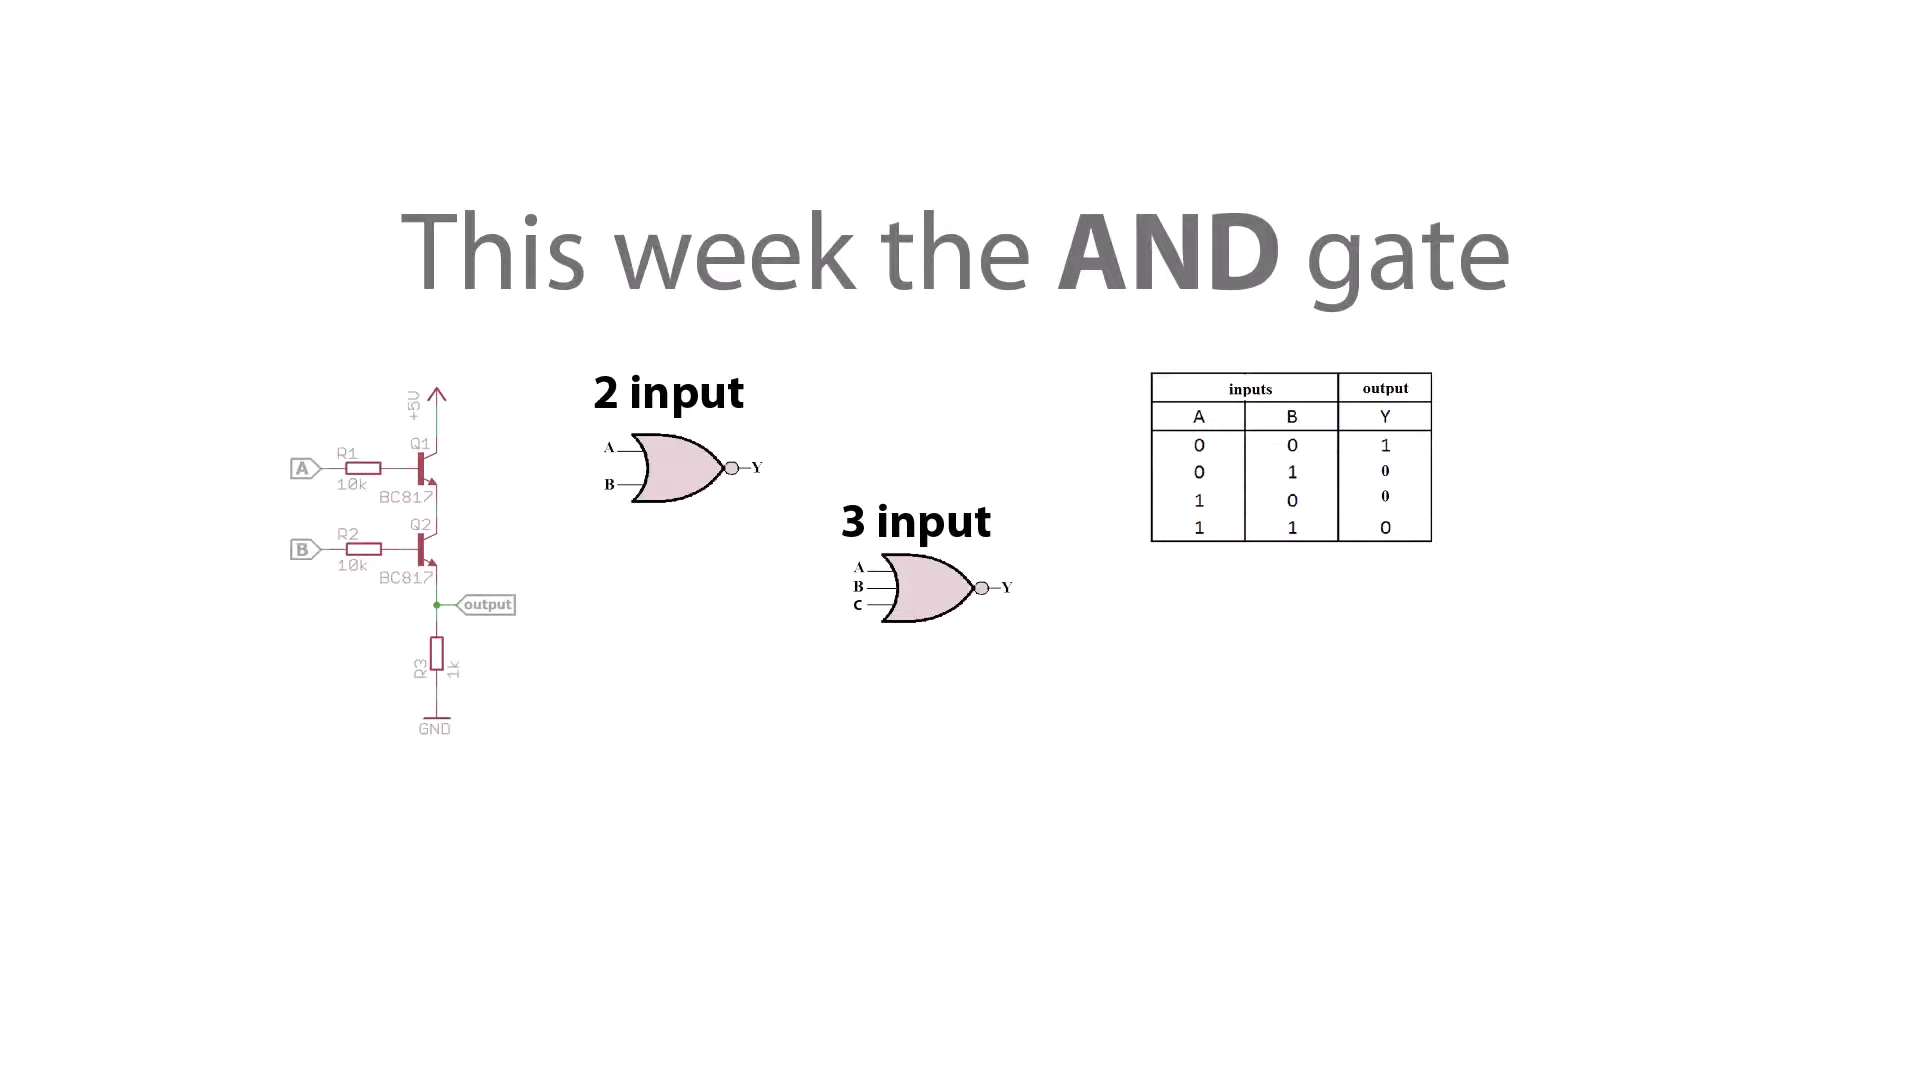 This week the AND gate
+5V
Q1
A
R1
10k
BC817
Q2
B
R2
10k
BC817
output
R3
1k
GND
2 input
A
B
Y
3 input
A
B
C
Y
inputs output
A B Y
0 0 1
0 1 0
1 0 0
1 1 0